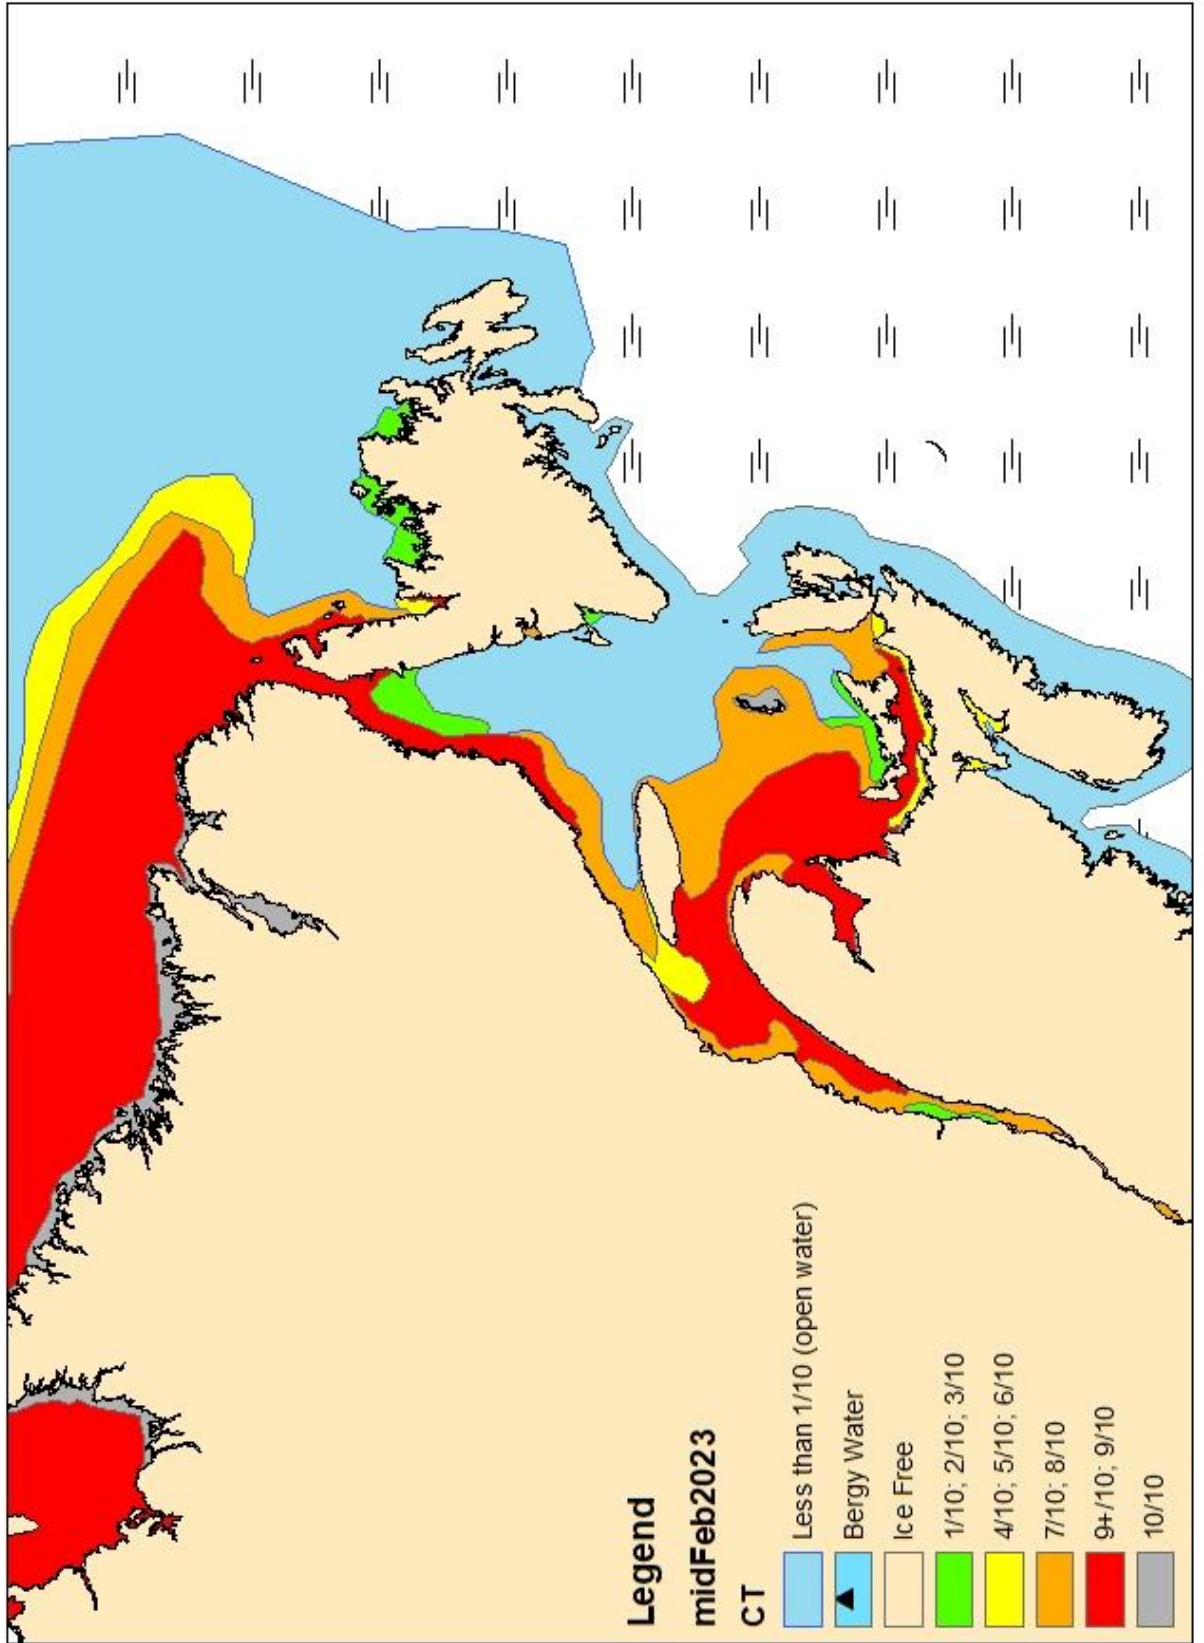 Legend
midFeb2023
CT
Less than 1/10 (open water)
Bergy Water
Ice Free
1/10; 2/10; 3/10
4/10; 5/10; 6/10
7/10; 8/10
9+/10; 9/10
10/10